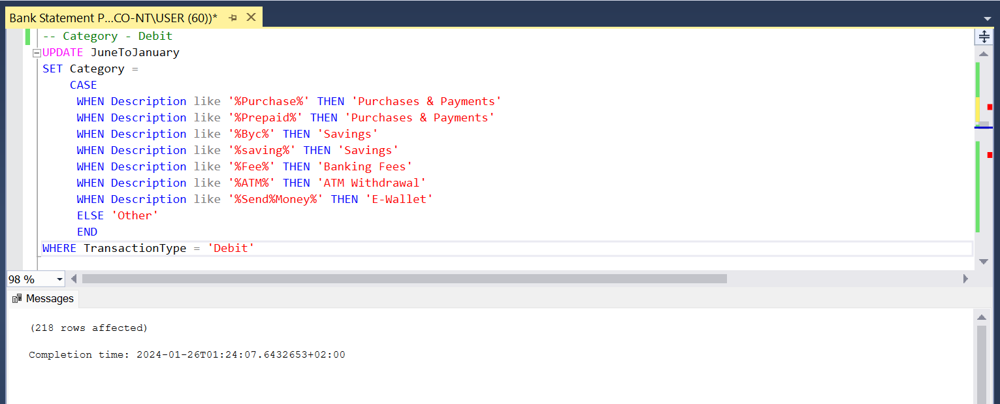 Bank Statement P...CO-NT\USER (60))*
-- Category - Debit
UPDATE JuneToJanuary
SET Category =
CASE
WHEN Description like '%Purchase%' THEN 'Purchases & Payments'
WHEN Description like '%Prepaid%' THEN 'Purchases & Payments'
WHEN Description like '%Byc%' THEN 'Savings'
WHEN Description like '%saving%' THEN 'Savings'
WHEN Description like '%Fee%' THEN 'Banking Fees'
WHEN Description like '%ATM%' THEN 'ATM Withdrawal'
WHEN Description like '%Send%Money%' THEN 'E-Wallet'
ELSE 'Other'
END
WHERE TransactionType = 'Debit'
98 %
Messages
(218 rows affected)
Completion time: 2024-01-26T01:24:07.6432653+02:00